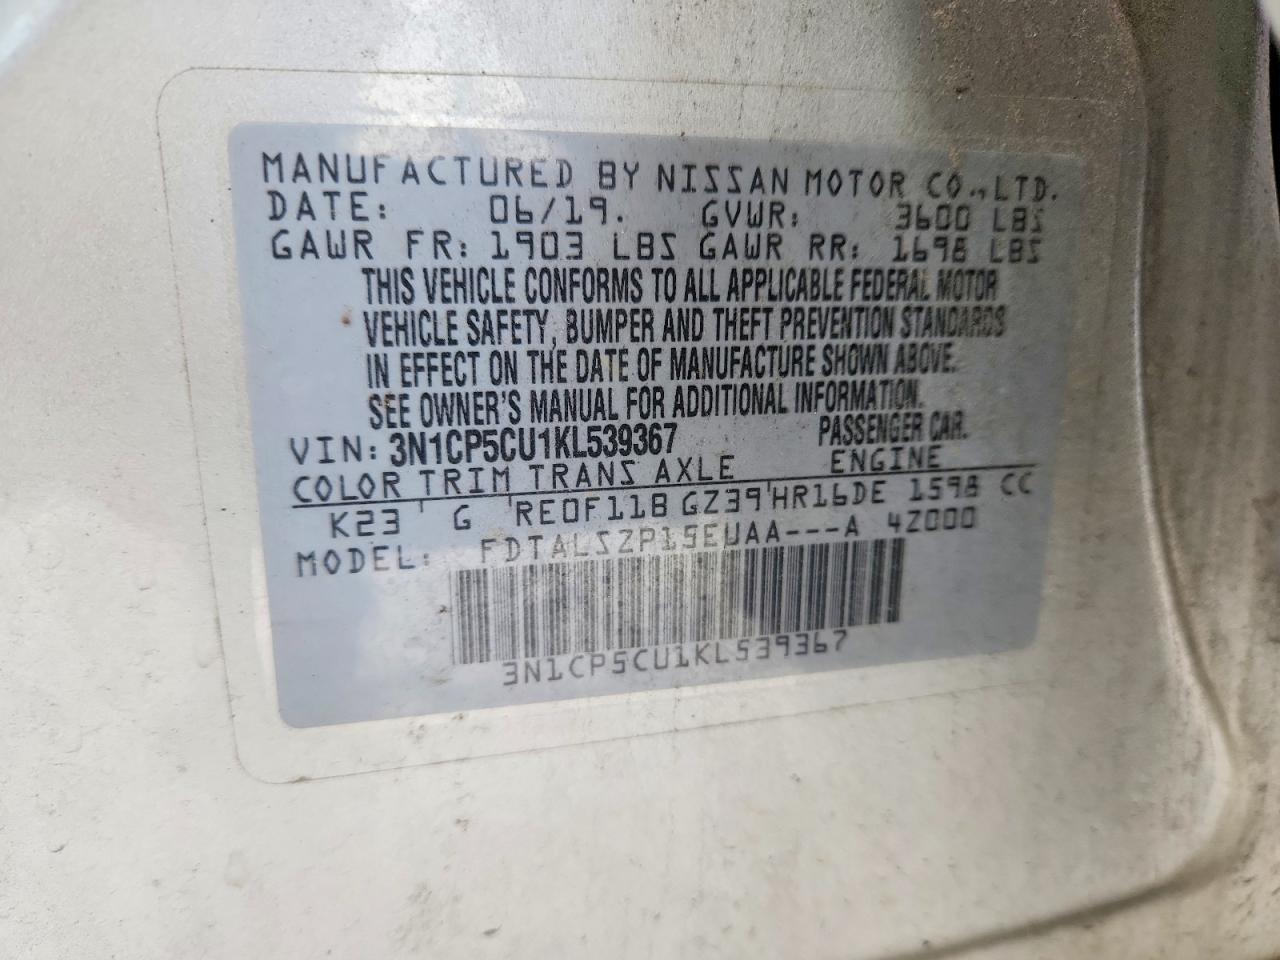 MANUFACTURED BY NISSAN MOTOR CO.,LTD.
DATE: 06/19. GVWR: 3600 LBS
GAWR FR: 1903 LBS GAWR RR: 1698 LBS
THIS VEHICLE CONFORMS TO ALL APPLICABLE FEDERAL MOTOR
VEHICLE SAFETY, BUMPER AND THEFT PREVENTION STANDARDS
IN EFFECT ON THE DATE OF MANUFACTURE SHOWN ABOVE.
SEE OWNER'S MANUAL FOR ADDITIONAL INFORMATION.
VIN: 3N1CP5CU1KL539367 PASSENGER CAR.
COLOR TRIM TRANS AXLE ENGINE
K23 G RE0F11B GZ39 HR16DE 1598 CC
MODEL: FDTALSZP15EUAA---A 4Z000
3N1CP5CU1KL539367